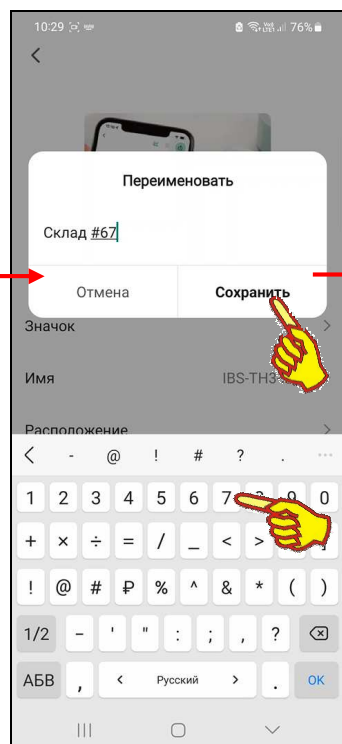 10:29 76%
Переименовать
Склад #67
Отмена Сохранить
Значок
Имя IBS-TH3
Расположение
- @ ! # ? .
1 2 3 4 5 6 7 9 0
+ × ÷ = / _ < >
! @ # ₽ % ^ & * ( )
1/2 - ' " : ; , ?
АБВ , < Русский > . OK